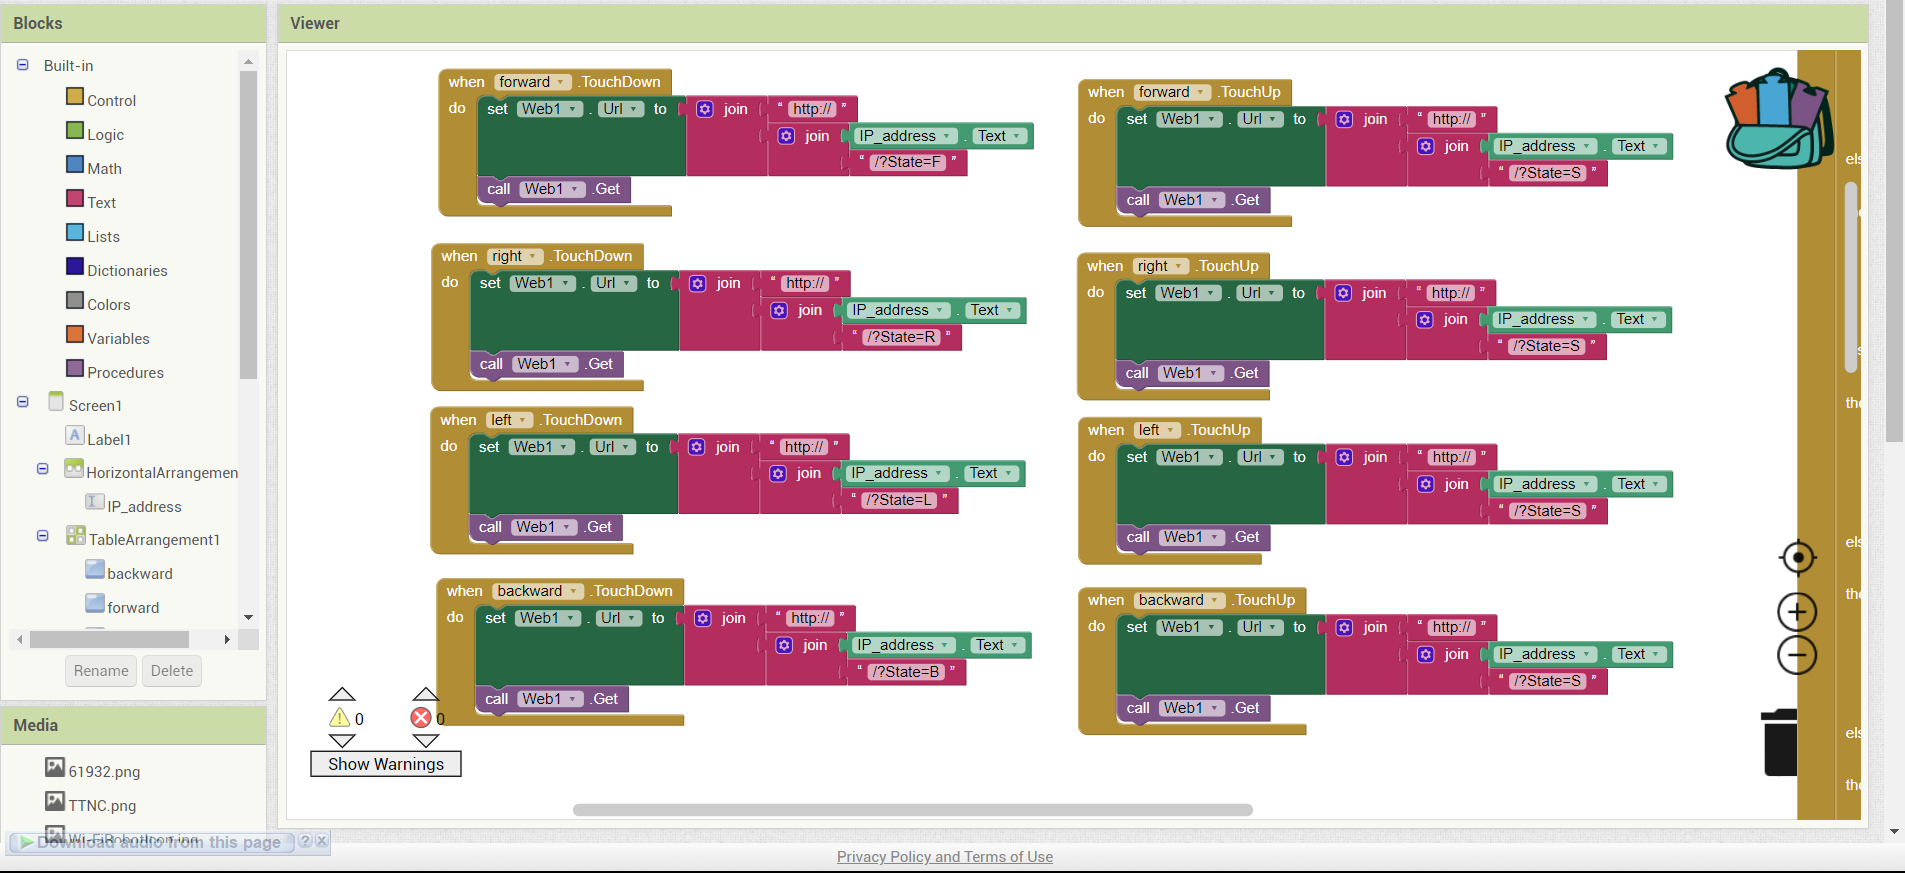 Blocks
Built-in
Control
Logic
Math
Text
Lists
Dictionaries
Colors
Variables
Procedures
Screen1
Label1
HorizontalArrangemen
IP_address
TableArrangement1
backward
forward
Rename Delete
Media
61932.png
TTNC.png
Wi-FiRobotIcon.png
Download audio from this page ? x
Viewer
when forward .TouchDown
do set Web1 . Url to join " http:// "
join IP_address . Text
" /?State=F "
call Web1 .Get
when right .TouchDown
do set Web1 . Url to join " http:// "
join IP_address . Text
" /?State=R "
call Web1 .Get
when left .TouchDown
do set Web1 . Url to join " http:// "
join IP_address . Text
" /?State=L "
call Web1 .Get
when backward .TouchDown
do set Web1 . Url to join " http:// "
join IP_address . Text
" /?State=B "
call Web1 .Get
0 0
Show Warnings
when forward .TouchUp
do set Web1 . Url to join " http:// "
join IP_address . Text
" /?State=S "
call Web1 .Get
when right .TouchUp
do set Web1 . Url to join " http:// "
join IP_address . Text
" /?State=S "
call Web1 .Get
when left .TouchUp
do set Web1 . Url to join " http:// "
join IP_address . Text
" /?State=S "
call Web1 .Get
when backward .TouchUp
do set Web1 . Url to join " http:// "
join IP_address . Text
" /?State=S "
call Web1 .Get
Privacy Policy and Terms of Use